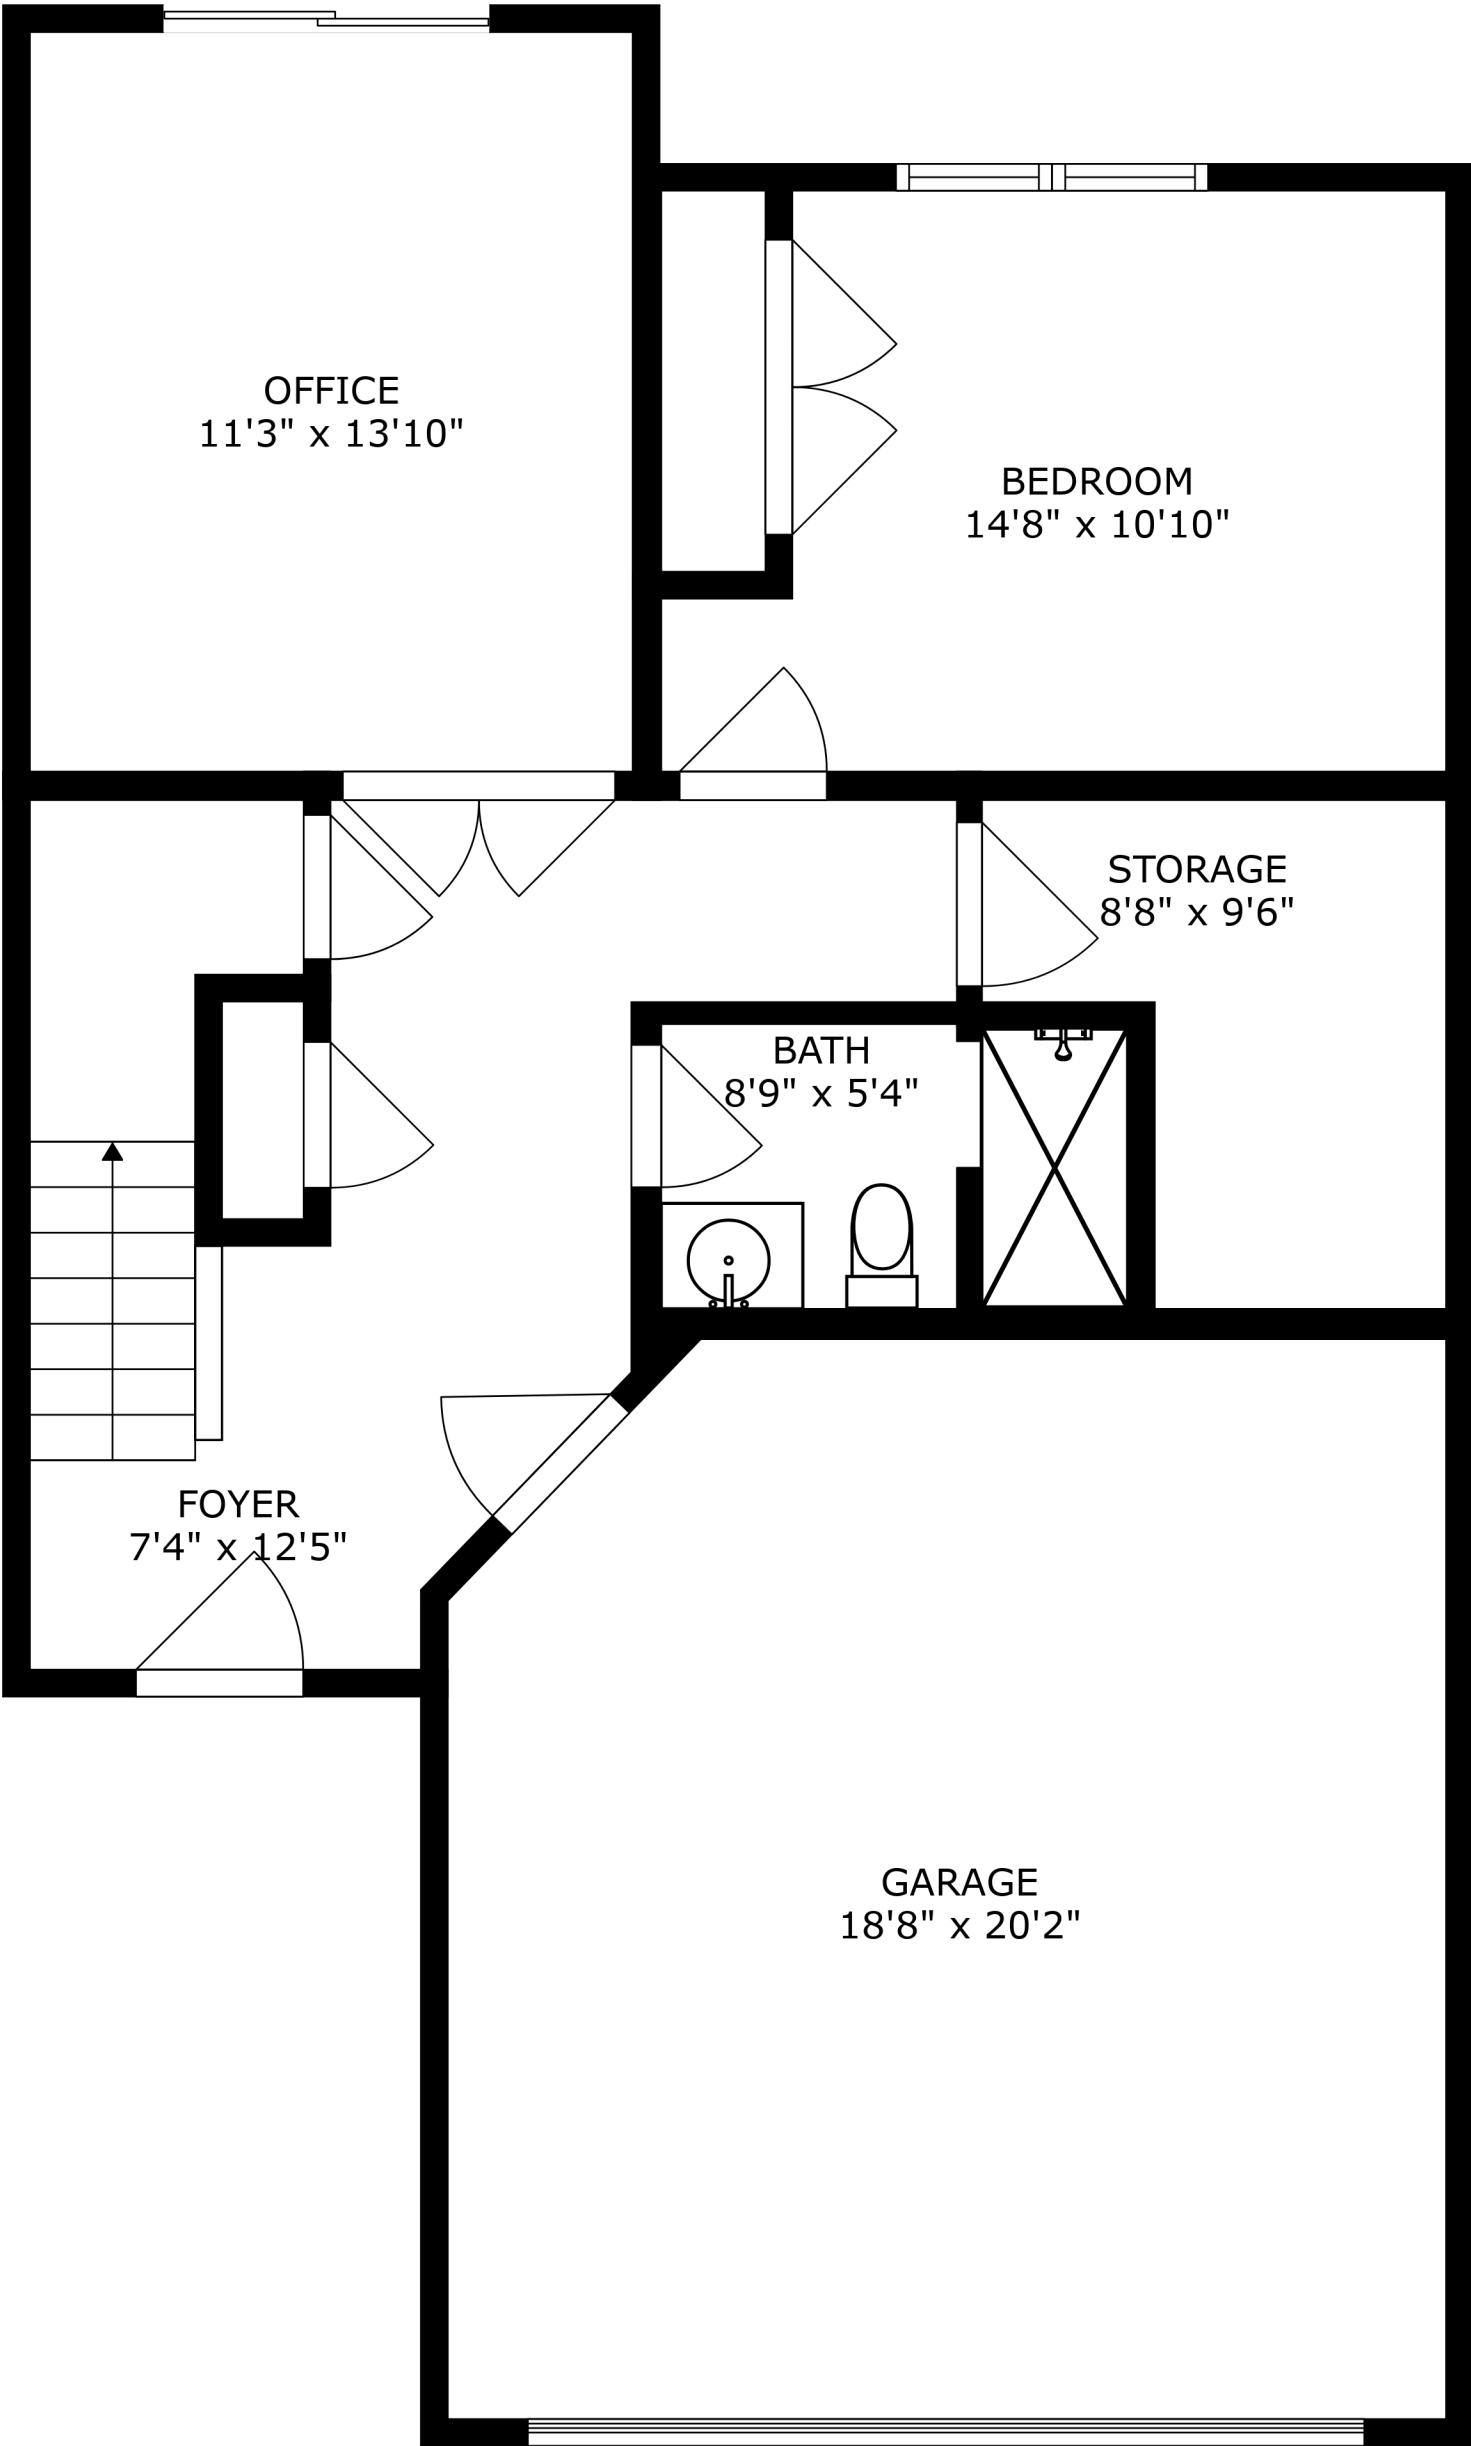 OFFICE
11'3" x 13'10"
BEDROOM
14'8" x 10'10"
STORAGE
8'8" x 9'6"
BATH
8'9" x 5'4"
FOYER
7'4" x 12'5"
GARAGE
18'8" x 20'2"